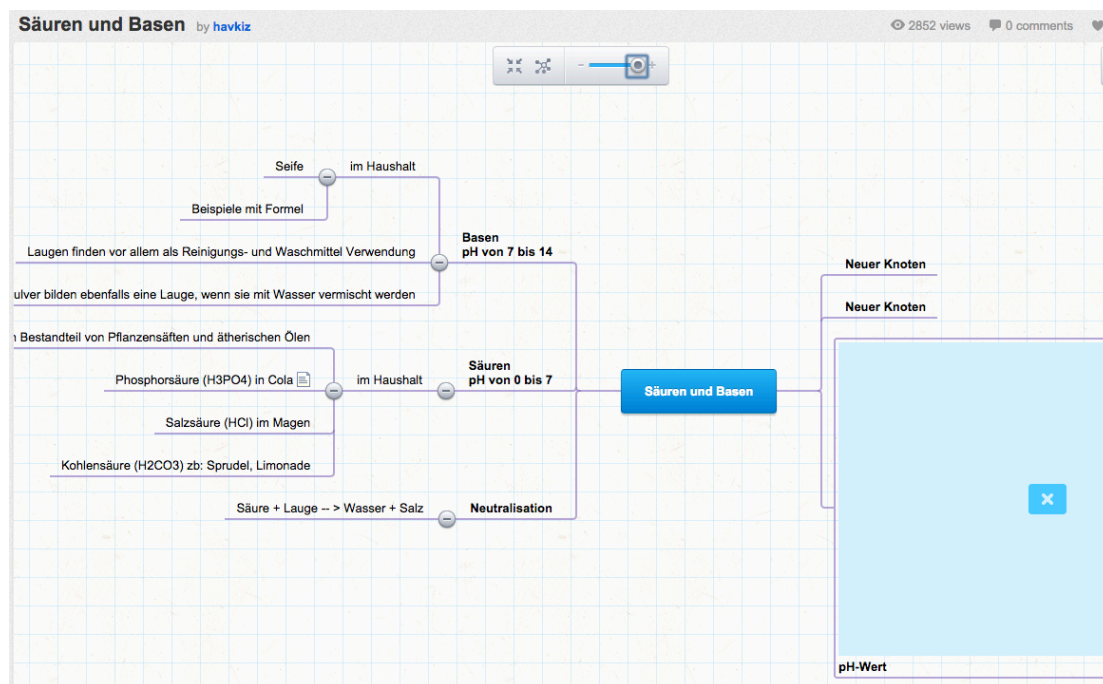 Säuren und Basen by havkiz
2852 views 0 comments
Seife
im Haushalt
Beispiele mit Formel
Laugen finden vor allem als Reinigungs- und Waschmittel Verwendung
Basen
pH von 7 bis 14
bilden ebenfalls eine Lauge, wenn sie mit Wasser vermischt werden
Bestandteil von Pflanzensäften und ätherischen Ölen
Phosphorsäure (H3PO4) in Cola
im Haushalt
Säuren
pH von 0 bis 7
Salzsäure (HCl) im Magen
Kohlensäure (H2CO3) zb: Sprudel, Limonade
Säure + Lauge -- > Wasser + Salz
Neutralisation
Säuren und Basen
Neuer Knoten
Neuer Knoten
pH-Wert